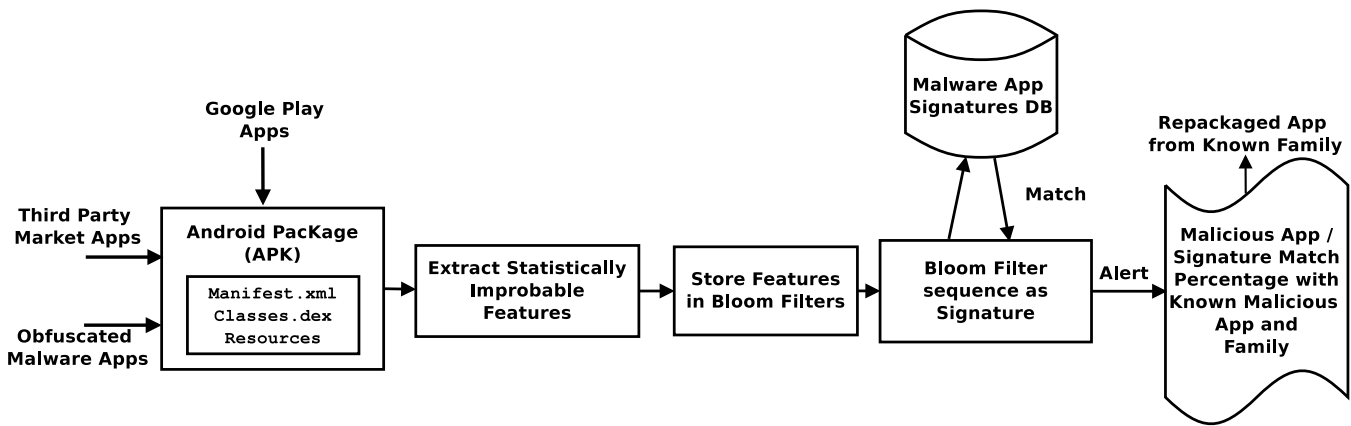 Google Play
Apps
Third Party
Market Apps
Obfuscated
Malware Apps
Android PacKage
(APK)
Manifest.xml
Classes.dex
Resources
Extract Statistically
Improbable
Features
Store Features
in Bloom Filters
Bloom Filter
sequence as
Signature
Malware App
Signatures DB
Match
Alert
Repackaged App
from Known Family
Malicious App /
Signature Match
Percentage with
Known Malicious
App and
Family